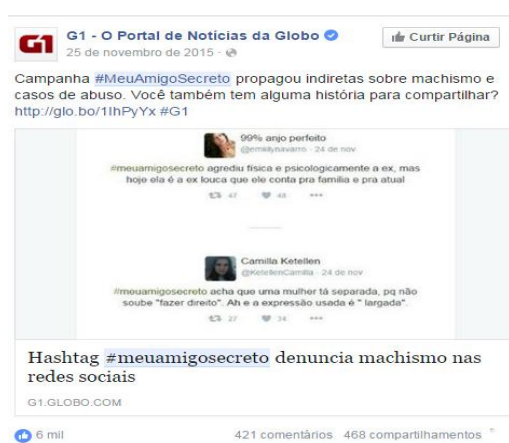 G1 G1 - O Portal de Notícias da Globo
Curtir Página
25 de novembro de 2015
Campanha #MeuAmigoSecreto propagou indiretas sobre machismo e
casos de abuso. Você também tem alguma história para compartilhar?
http://glo.bo/1IhPyYx #G1
99% anjo perfeito
@emiliynavarro · 24 de nov
#meuamigosecreto agrediu física e psicologicamente a ex, mas
hoje ela é a ex louca que ele conta pra família e pra atual
47 48
Camilla Ketellen
@KetellenCamilla · 24 de nov
#meuamigosecreto acha que uma mulher tá separada, pq não
soube "fazer direito". Ah e a expressão usada é " largada".
27 34
Hashtag #meuamigosecreto denuncia machismo nas
redes sociais
G1.GLOBO.COM
6 mil 421 comentários 468 compartilhamentos